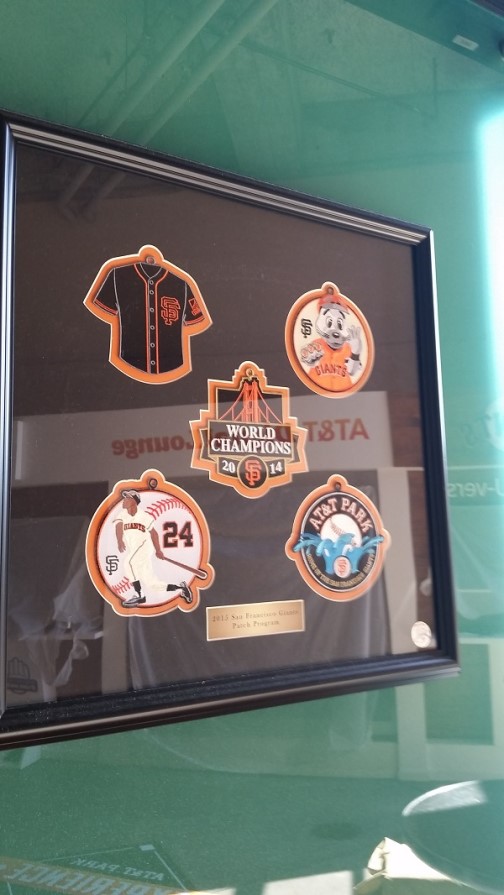 SF
SF
GIANTS
WORLD
CHAMPIONS
20 SF 14
AT&T
Lounge
GIANTS
24
SF
AT&T PARK
SF
2015 San Francisco Giants
Patch Program
AT&T PARK